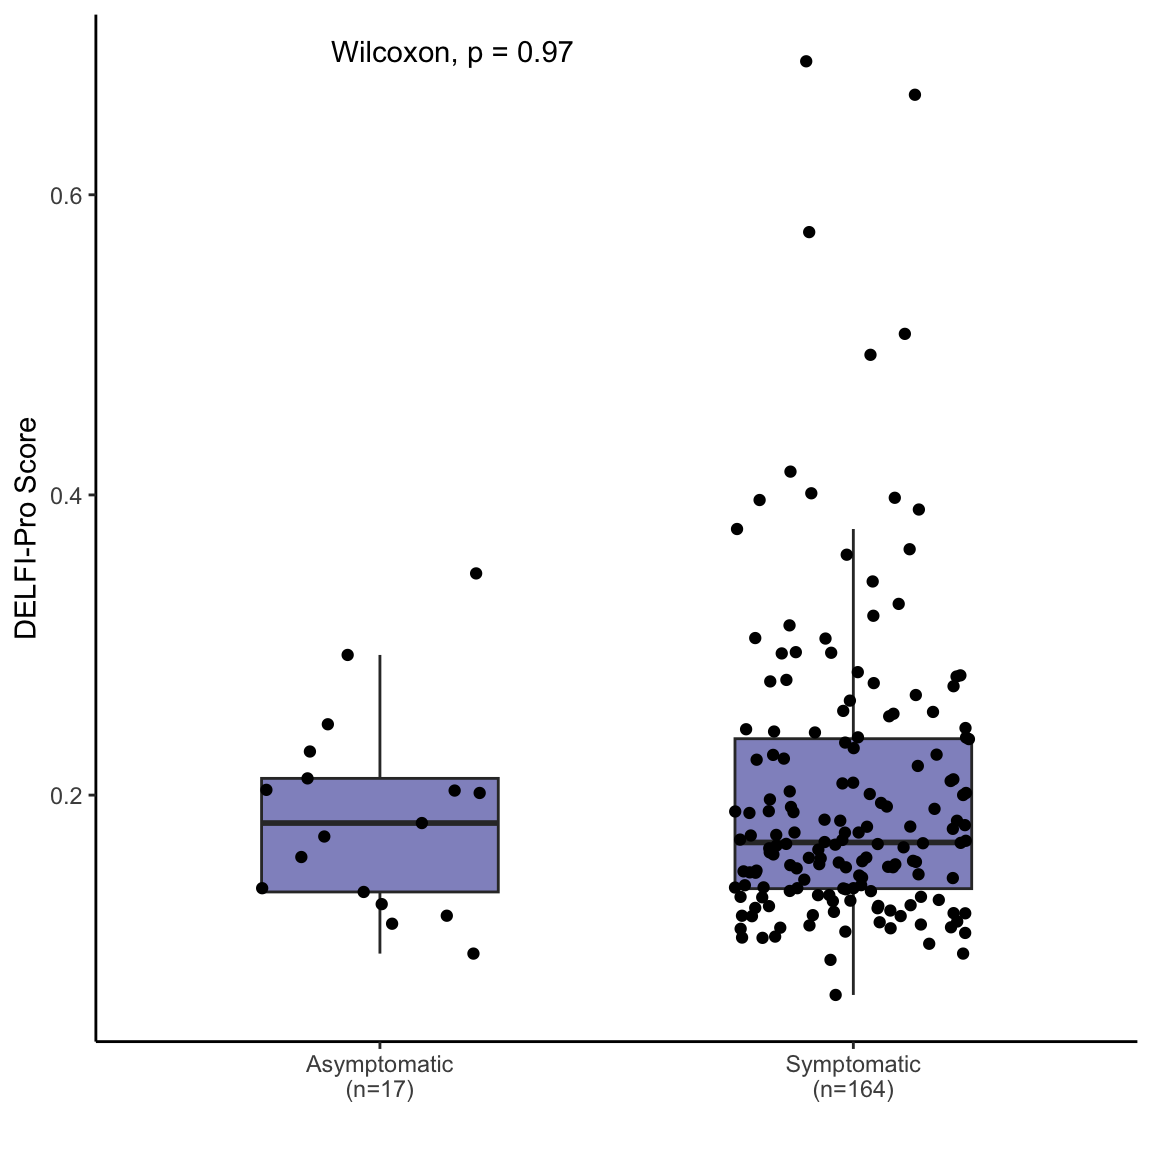 Wilcoxon, p = 0.97
DELFI-Pro Score
0.6
0.4
0.2
Asymptomatic
(n=17)
Symptomatic
(n=164)